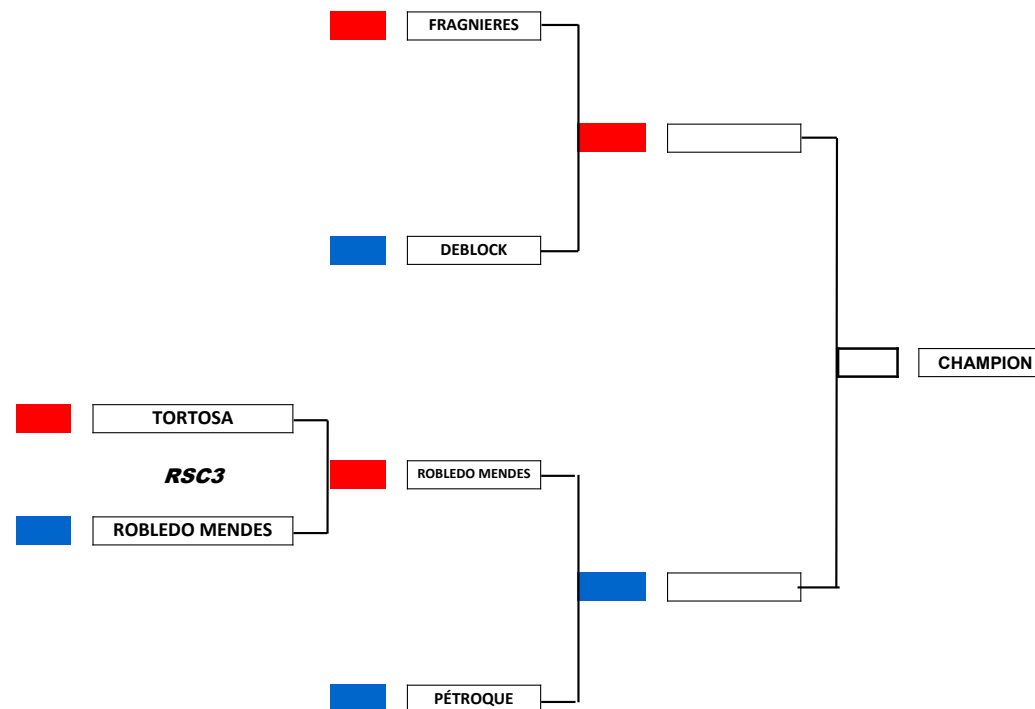 FRAGNIERES
DEBLOCK
CHAMPION
TORTOSA
RSC3
ROBLEDO MENDES
ROBLEDO MENDES
PÉTROQUE